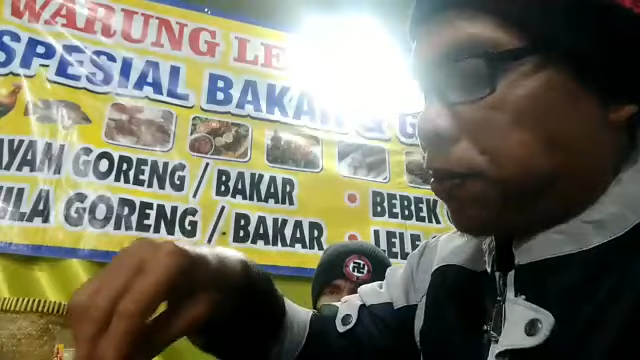 WARUNG LE
SPESIAL BAKAR & G
AYAM GORENG / BAKAR
ILA GORENG / BAKAR
BEBEK
LELE